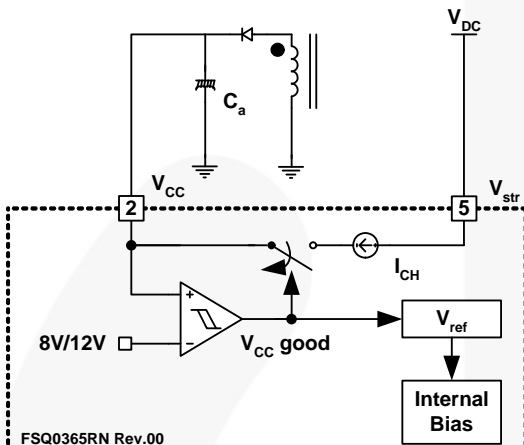 V_DC
C_a
V_CC
V_str
2
5
I_CH
+
8V/12V
−
V_CC good
V_ref
Internal
Bias
FSQ0365RN Rev.00